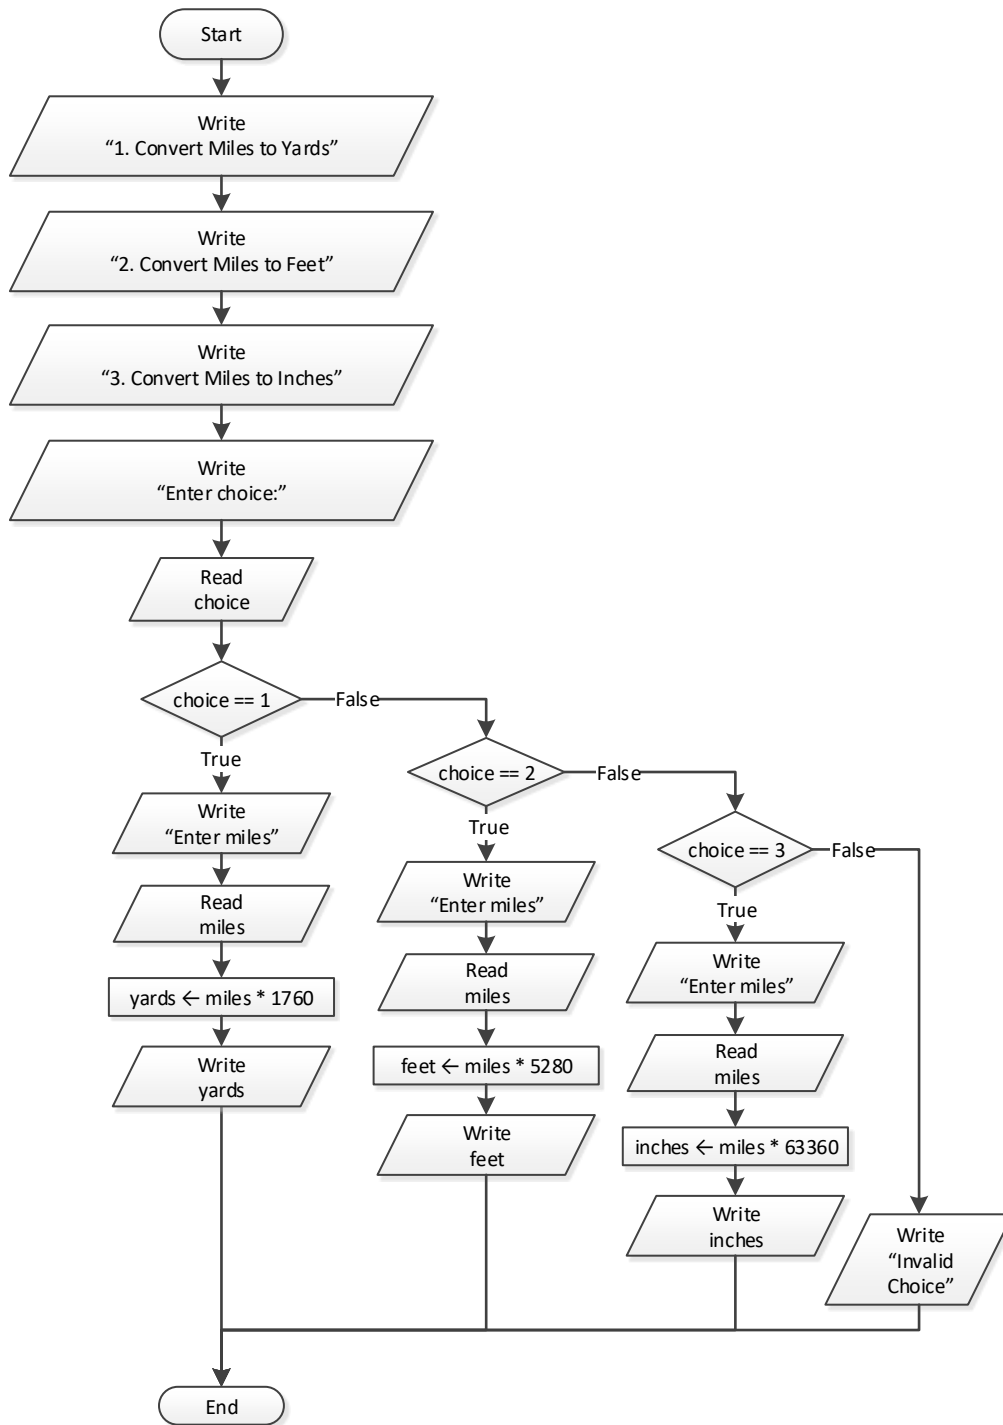 Start
Write
“1. Convert Miles to Yards”
Write
“2. Convert Miles to Feet”
Write
“3. Convert Miles to Inches”
Write
“Enter choice:”
Read
choice
choice == 1
False
True
Write
“Enter miles”
Read
miles
yards ← miles * 1760
Write
yards
choice == 2
False
True
Write
“Enter miles”
Read
miles
feet ← miles * 5280
Write
feet
choice == 3
False
True
Write
“Enter miles”
Read
miles
inches ← miles * 63360
Write
inches
Write
“Invalid
Choice”
End